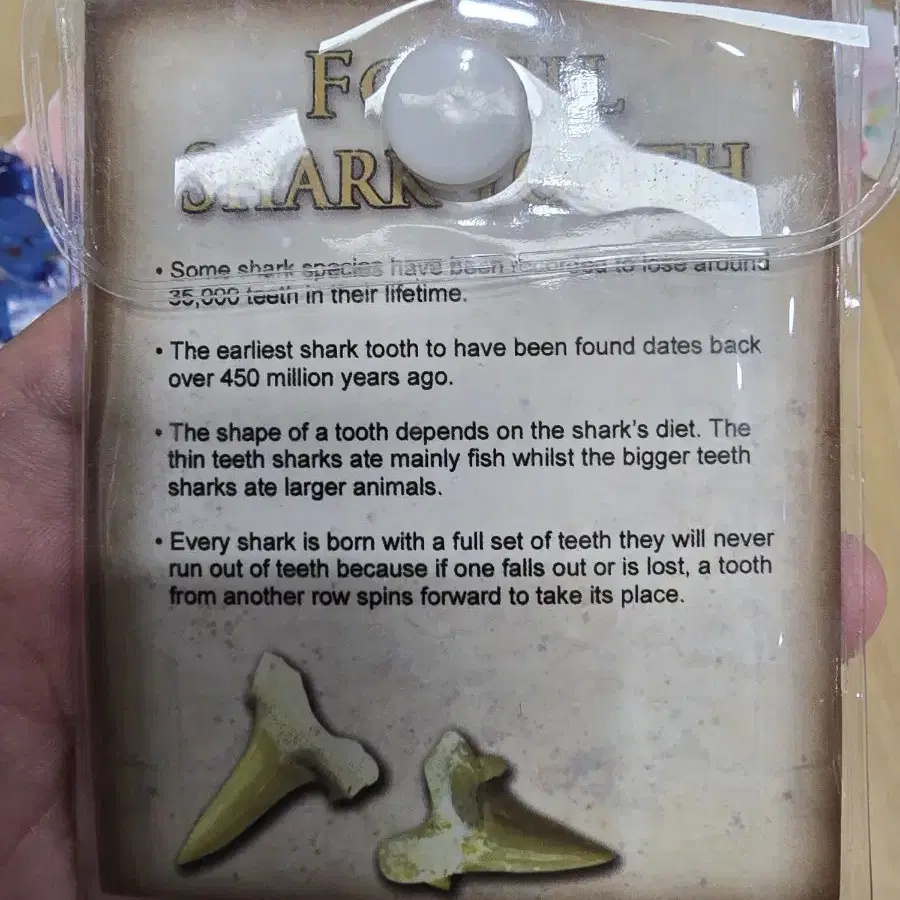 FOSSIL
SHARK TOOTH
• Some shark species have been recorded to lose around
35,000 teeth in their lifetime.
• The earliest shark tooth to have been found dates back
over 450 million years ago.
• The shape of a tooth depends on the shark's diet. The
thin teeth sharks ate mainly fish whilst the bigger teeth
sharks ate larger animals.
• Every shark is born with a full set of teeth they will never
run out of teeth because if one falls out or is lost, a tooth
from another row spins forward to take its place.